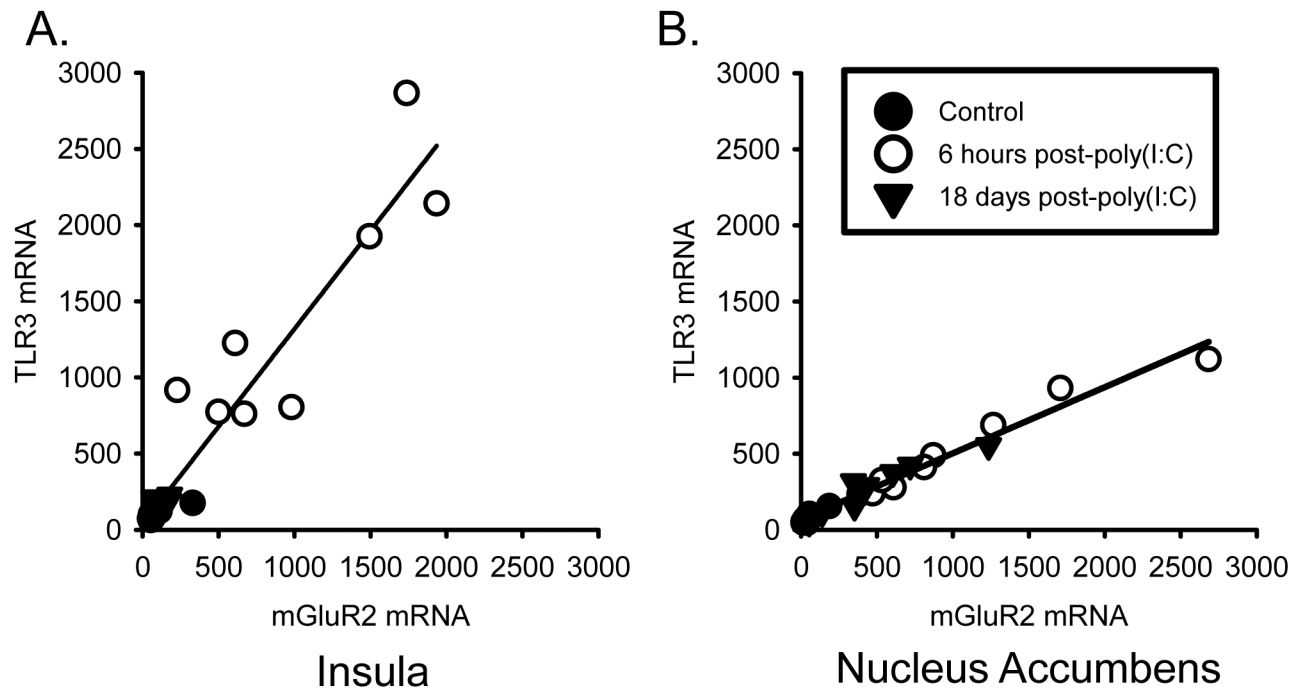 A.
3000
2500
2000
1500
1000
500
0
TLR3 mRNA
0 500 1000 1500 2000 2500 3000
mGluR2 mRNA
Insula
B.
3000
2500
2000
1500
1000
500
0
TLR3 mRNA
Control
6 hours post-poly(I:C)
18 days post-poly(I:C)
0 500 1000 1500 2000 2500 3000
mGluR2 mRNA
Nucleus Accumbens